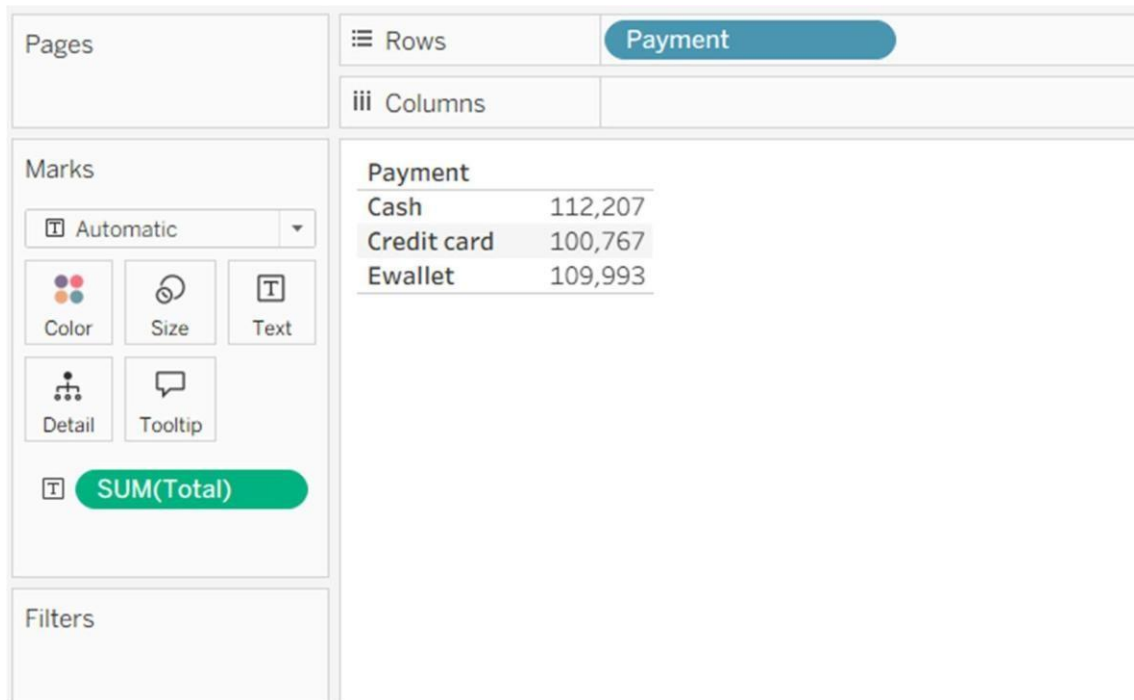 Pages
Rows
Payment
Columns
Marks
Automatic
Color
Size
T
Text
Detail
Tooltip
T SUM(Total)
Filters
Payment
Cash 112,207
Credit card 100,767
Ewallet 109,993